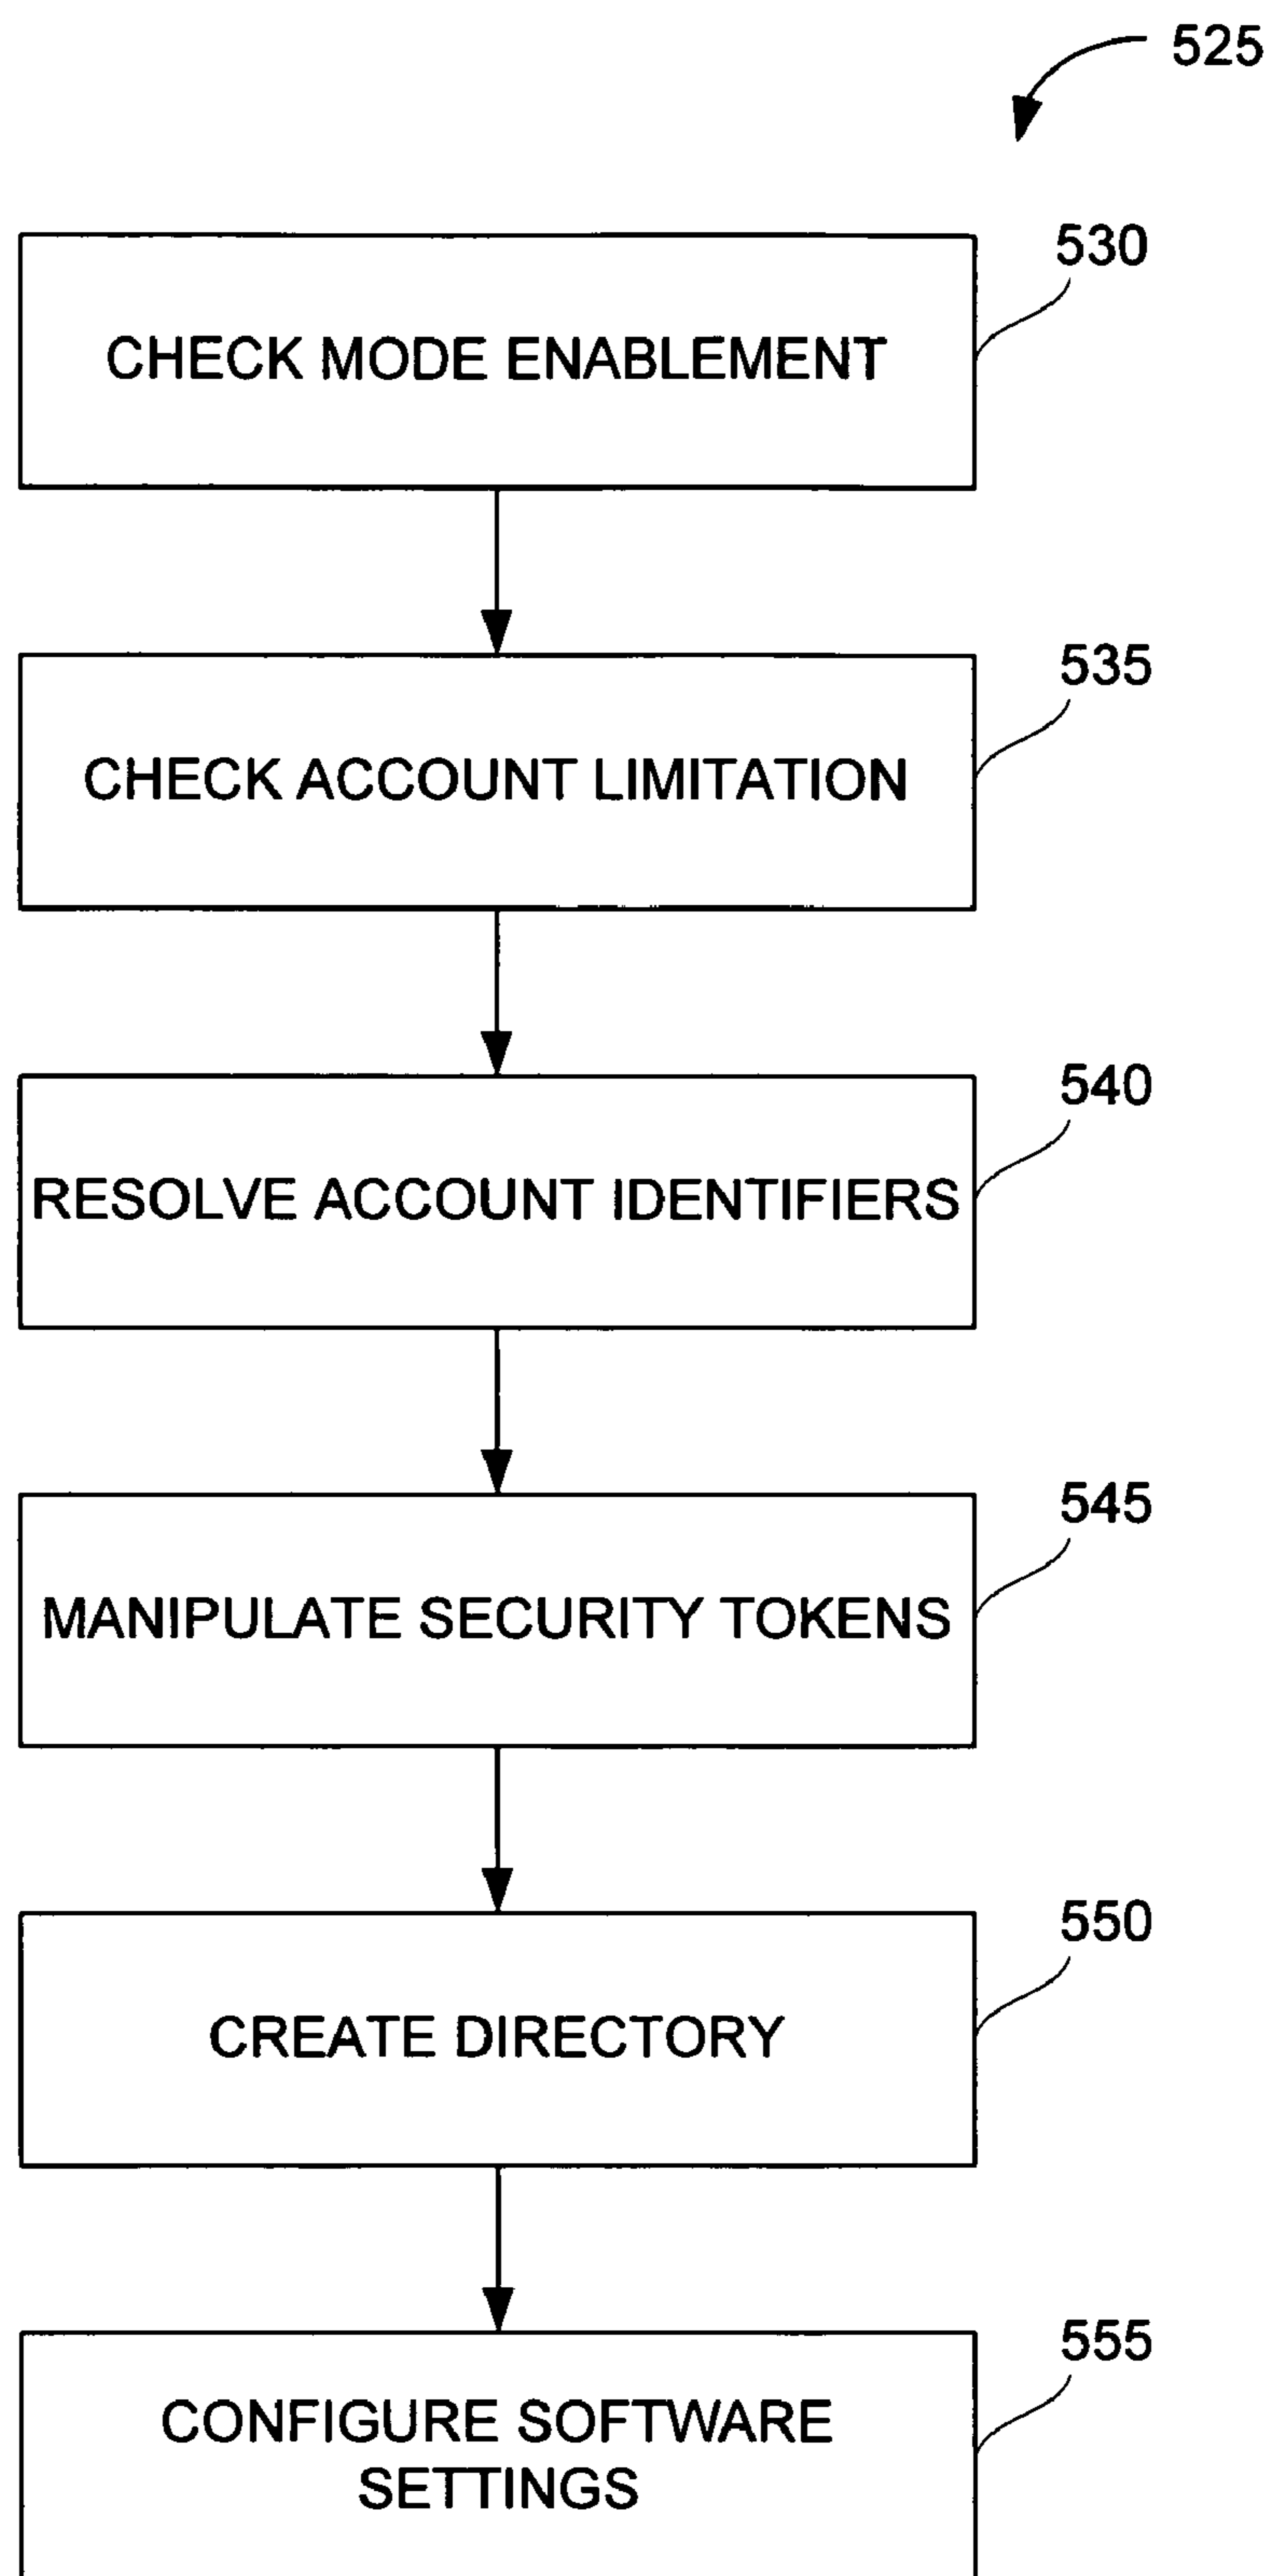 525
530
CHECK MODE ENABLEMENT
535
CHECK ACCOUNT LIMITATION
540
RESOLVE ACCOUNT IDENTIFIERS
545
MANIPULATE SECURITY TOKENS
550
CREATE DIRECTORY
555
CONFIGURE SOFTWARE
SETTINGS